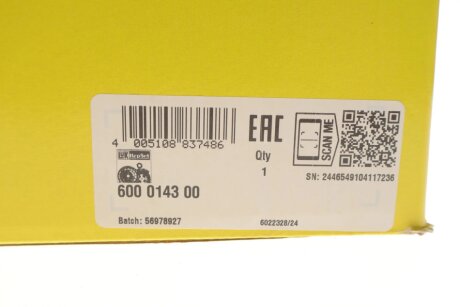 4 005108 837486
EAC
Qty
1
SCAN ME
SN: 2446549104117236
600 0143 00
Batch: 56978927
6022328/24